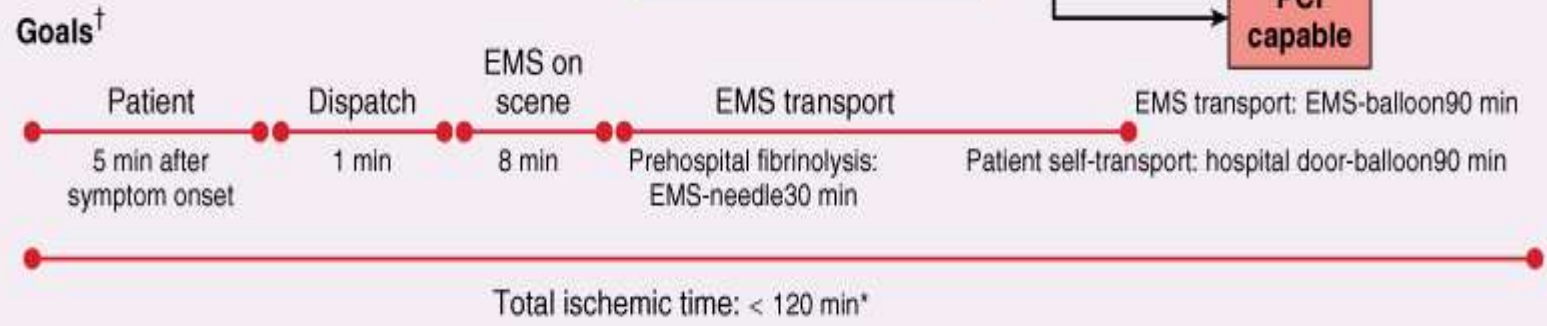 PCI
capable
Goals†
Patient
Dispatch
EMS on
scene
EMS transport
EMS transport: EMS-balloon90 min
5 min after
symptom onset
1 min
8 min
Prehospital fibrinolysis:
EMS-needle30 min
Patient self-transport: hospital door-balloon90 min
Total ischemic time: < 120 min*